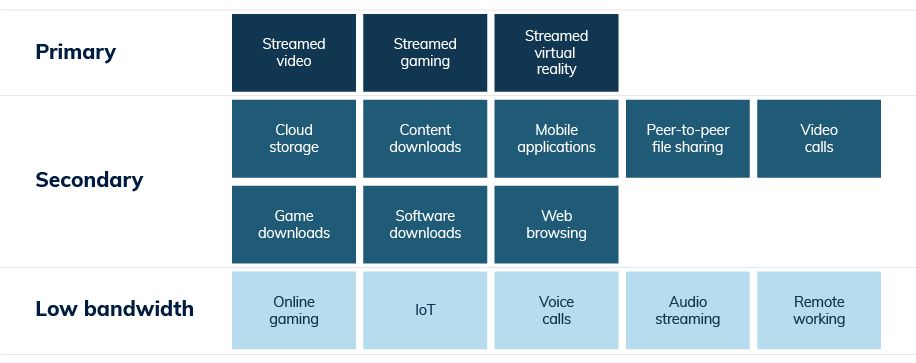 Primary
Streamed
video
Streamed
gaming
Streamed
virtual
reality
Secondary
Cloud
storage
Content
downloads
Mobile
applications
Peer-to-peer
file sharing
Video
calls
Game
downloads
Software
downloads
Web
browsing
Low bandwidth
Online
gaming
IoT
Voice
calls
Audio
streaming
Remote
working